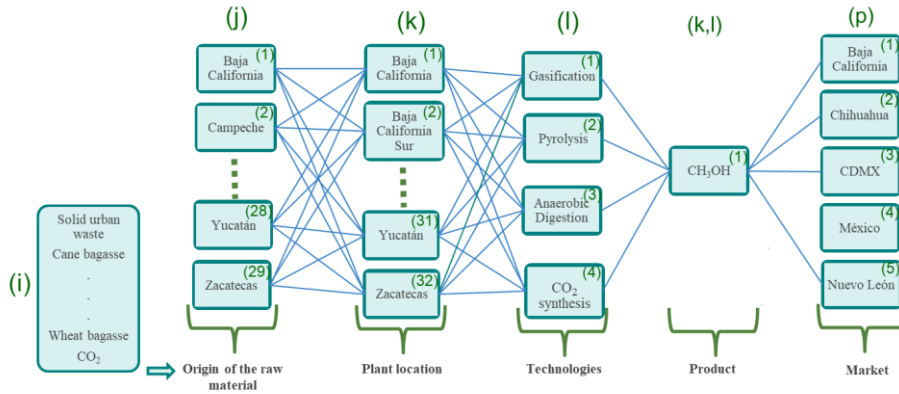 (j)
(k)
(l)
(k,l)
(p)
(i)
Solid urban
waste
Cane bagasse
.
.
.
Wheat bagasse
CO₂
(1)
Baja
California
(2)
Campeche
(28)
Yucatán
(29)
Zacatecas
Origin of the raw
material
(1)
Baja
California
(2)
Baja
California
Sur
(31)
Yucatán
(32)
Zacatecas
Plant location
(1)
Gasification
(2)
Pyrolysis
(3)
Anaerobic
Digestion
(4)
CO₂
synthesis
Technologies
(1)
CH₃OH
Product
(1)
Baja
California
(2)
Chihuahua
(3)
CDMX
(4)
México
(5)
Nuevo León
Market